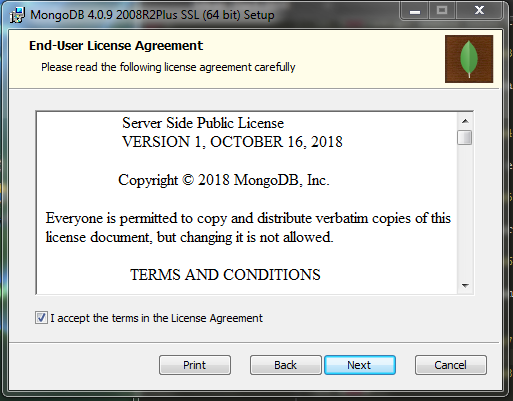 MongoDB 4.0.9 2008R2Plus SSL (64 bit) Setup
End-User License Agreement
Please read the following license agreement carefully
Server Side Public License
VERSION 1, OCTOBER 16, 2018
Copyright © 2018 MongoDB, Inc.
Everyone is permitted to copy and distribute verbatim copies of this
license document, but changing it is not allowed.
TERMS AND CONDITIONS
I accept the terms in the License Agreement
Print
Back
Next
Cancel